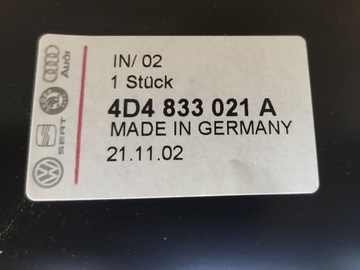 IN/ 02
1 Stück
4D4 833 021 A
MADE IN GERMANY
21.11.02
Audi
SEAT